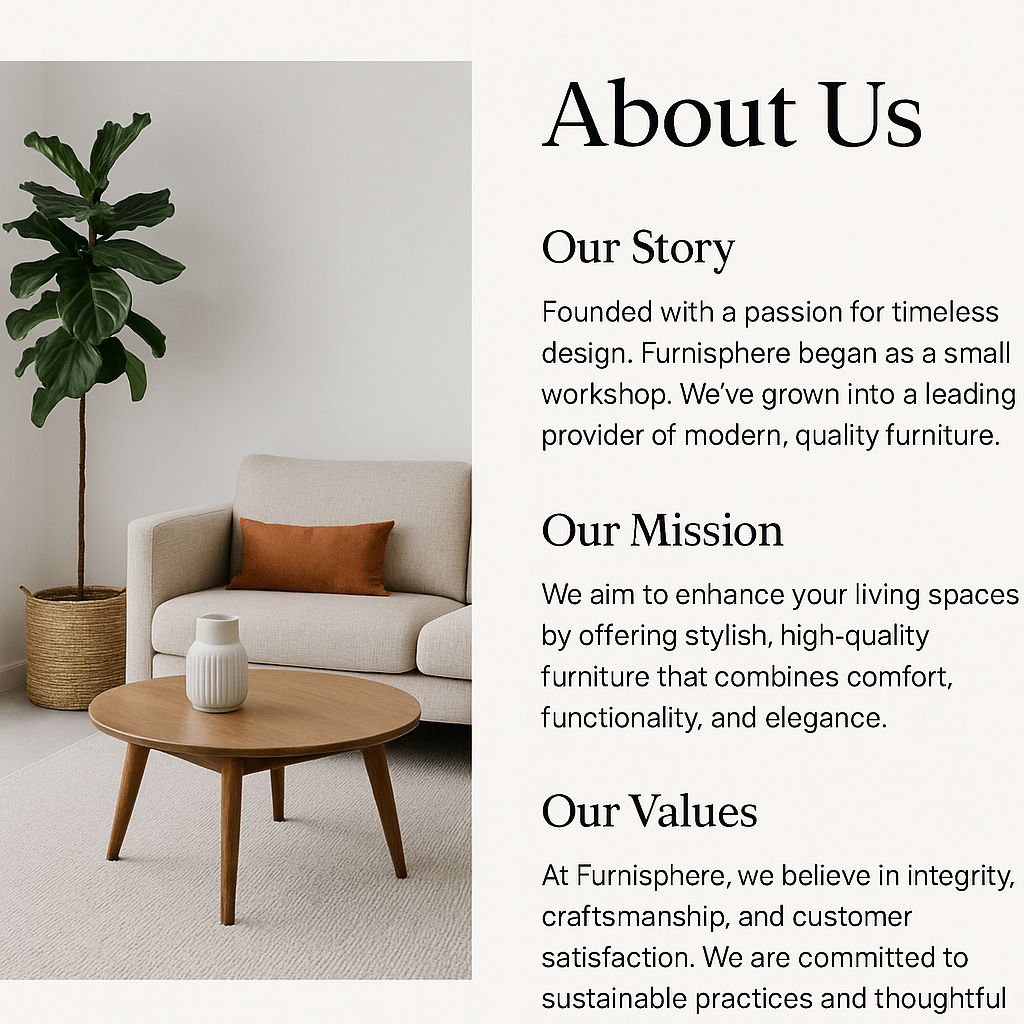 About Us
Our Story
Founded with a passion for timeless
design. Furnisphere began as a small
workshop. We’ve grown into a leading
provider of modern, quality furniture.
Our Mission
We aim to enhance your living spaces
by offering stylish, high-quality
furniture that combines comfort,
functionality, and elegance.
Our Values
At Furnisphere, we believe in integrity,
craftsmanship, and customer
satisfaction. We are committed to
sustainable practices and thoughtful